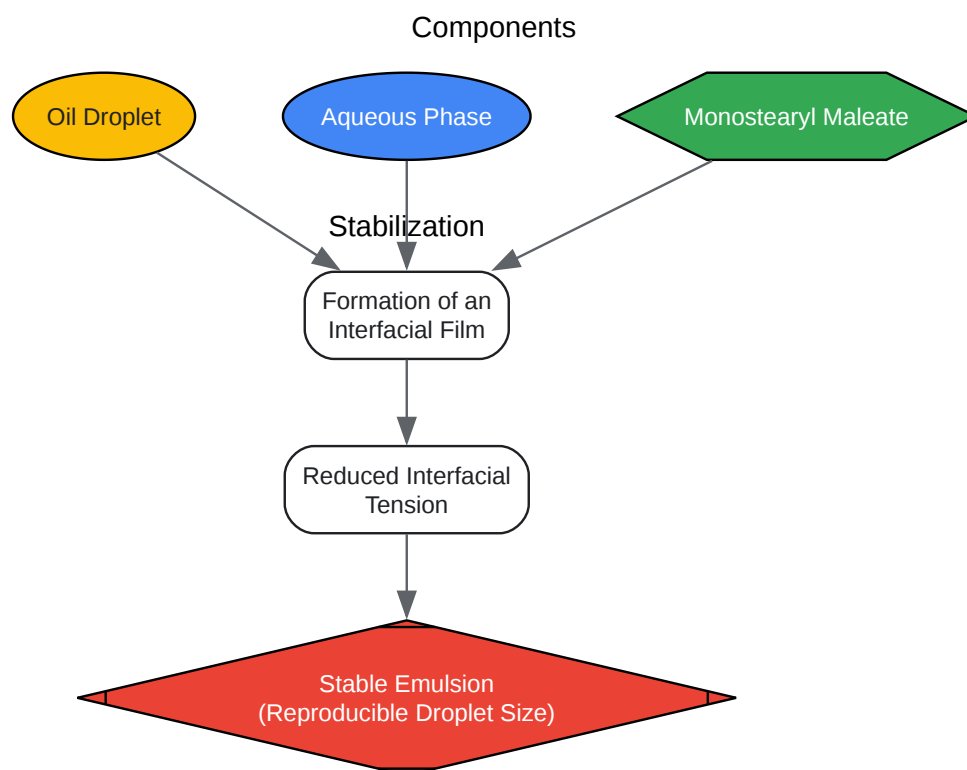 Components
Oil Droplet
Aqueous Phase
Monostearyl Maleate
Stabilization
Formation of an
Interfacial Film
Reduced Interfacial
Tension
Stable Emulsion
(Reproducible Droplet Size)